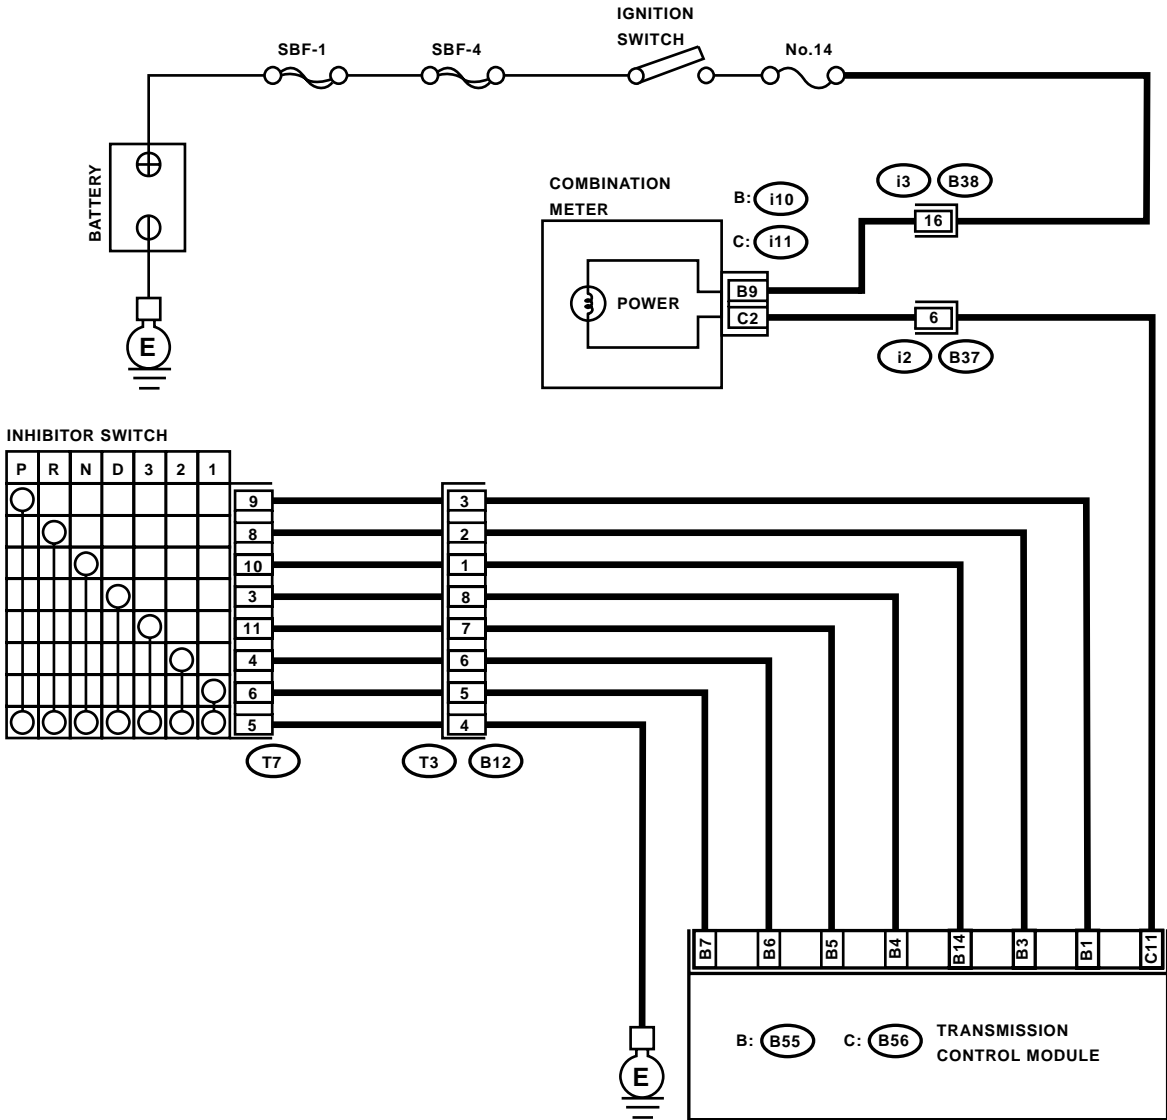 IGNITION
SWITCH
SBF-1
SBF-4
No.14
BATTERY
E
COMBINATION
METER
B: i10
C: i11
i3 B38
16
POWER
B9
C2
6
i2 B37
INHIBITOR SWITCH
P R N D 3 2 1
9 3
8 2
10 1
3 8
11 7
4 6
6 5
5 4
T7 T3 B12
B7 B6 B5 B4 B14 B3 B1 C11
B: B55 C: B56
TRANSMISSION
CONTROL MODULE
E